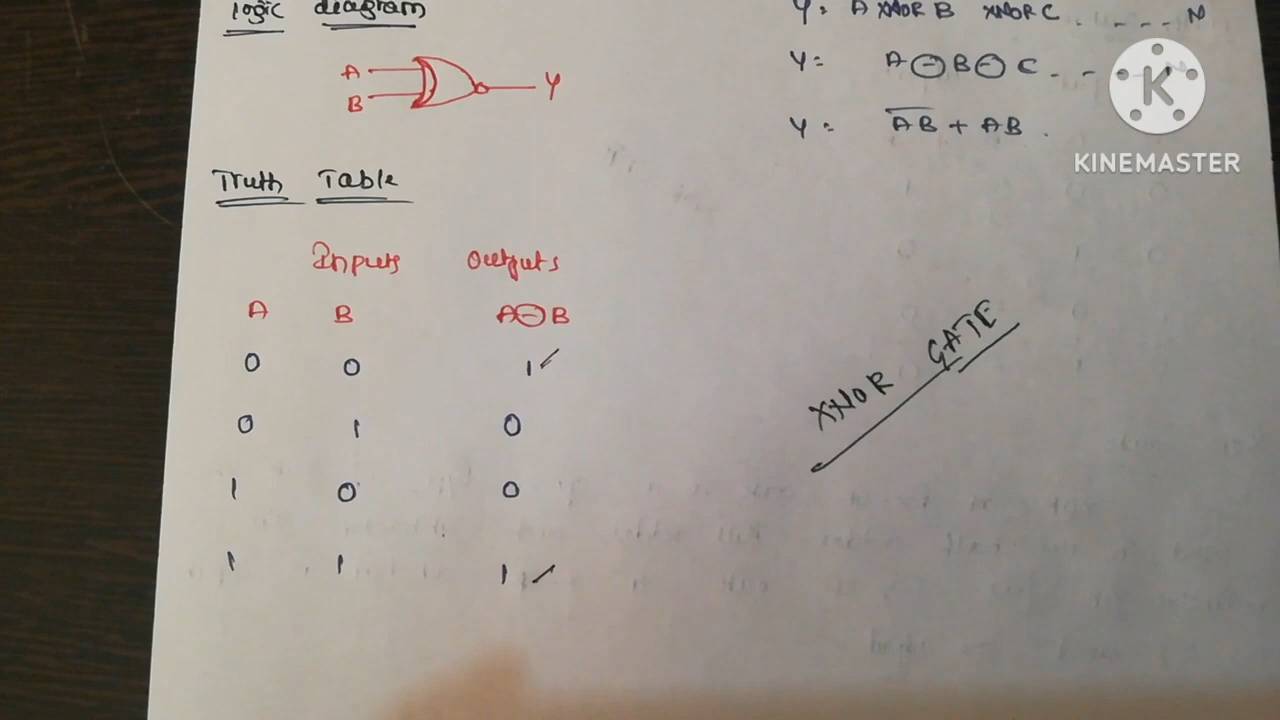 logic diagram
A
B
Y
Y = A XNOR B XNOR C . - - - N
Y = A ⊖ B ⊖ C . - -
Y = A̅B̅ + AB .
KINEMASTER
Truth Table
Inputs Outputs
A B A⊖B
0 0 1 ✓
0 1 0
1 0 0
1 1 1 ✓
XNOR GATE